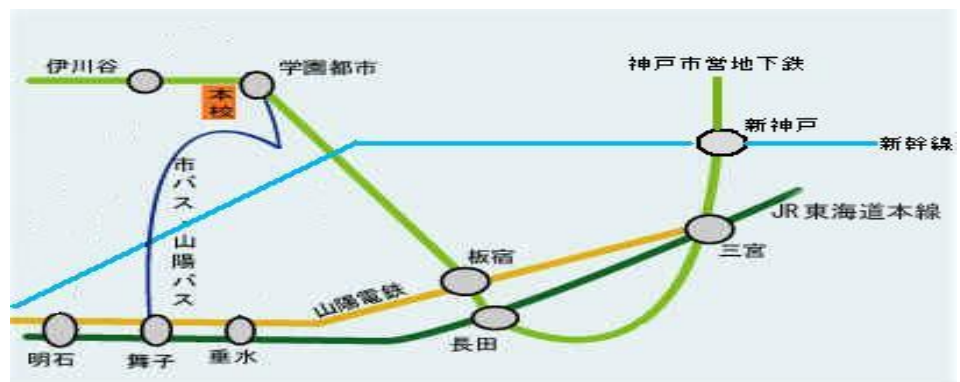 伊川谷
学園都市
神戸市営地下鉄
本校
新神戸
新幹線
市バス 山陽バス
JR東海道本線
三宮
板宿
山陽電鉄
長田
明石
舞子
垂水